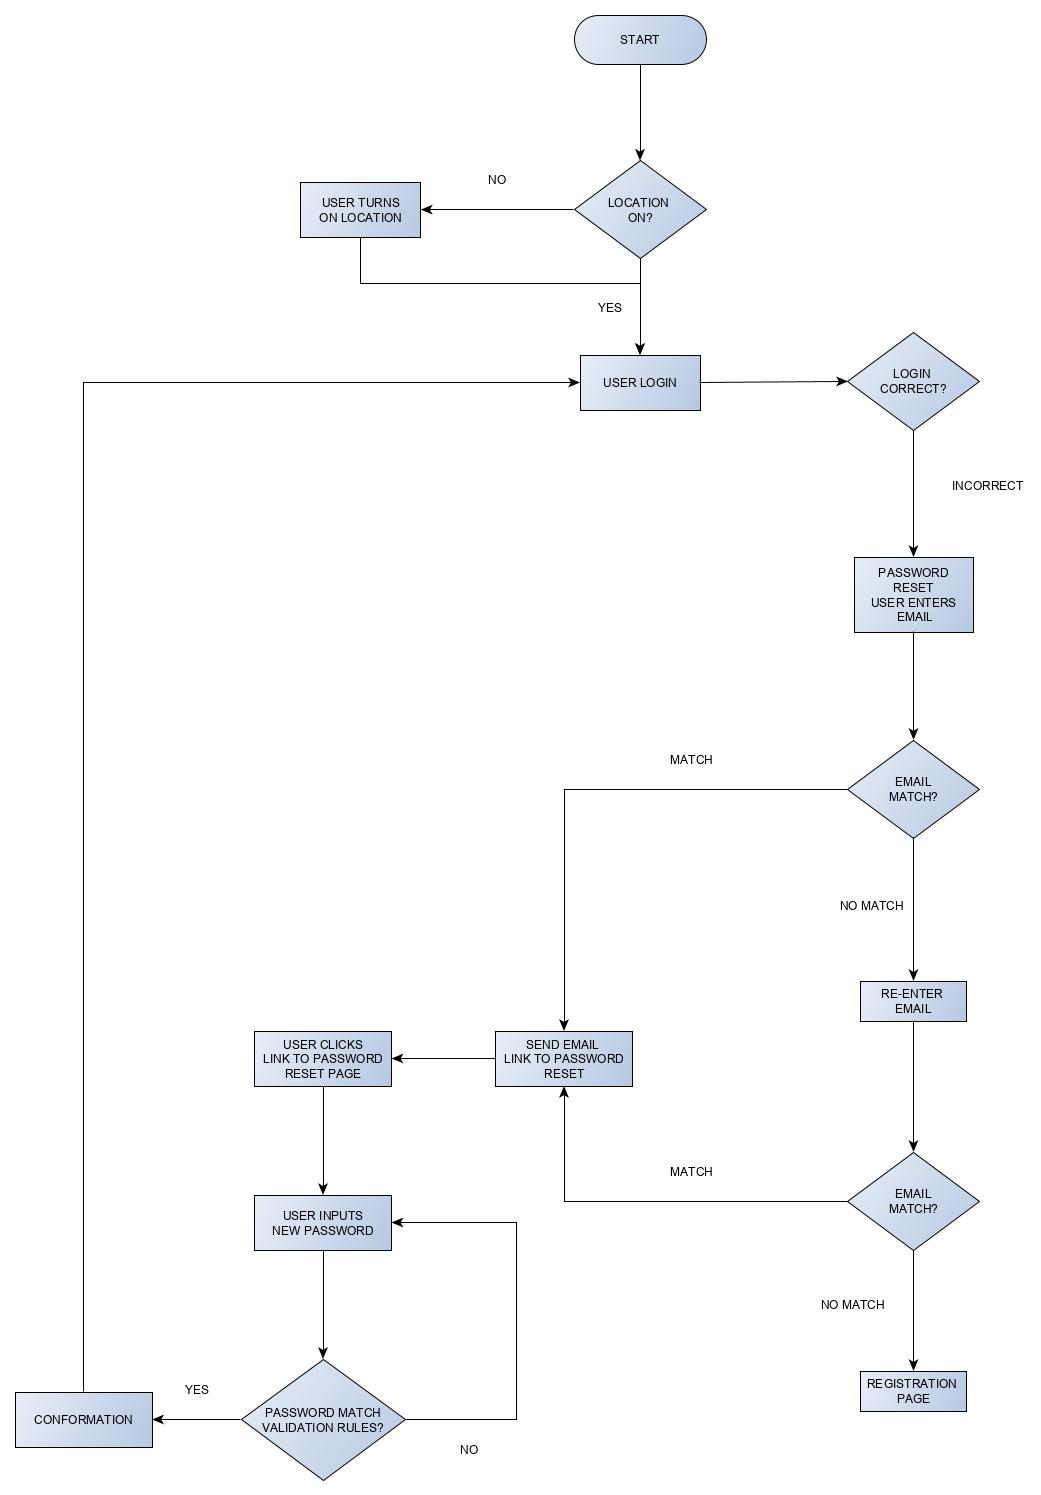 START
NO
LOCATION
ON?
USER TURNS
ON LOCATION
YES
USER LOGIN
LOGIN
CORRECT?
INCORRECT
PASSWORD
RESET
USER ENTERS
EMAIL
MATCH
EMAIL
MATCH?
NO MATCH
RE-ENTER
EMAIL
USER CLICKS
LINK TO PASSWORD
RESET PAGE
SEND EMAIL
LINK TO PASSWORD
RESET
MATCH
EMAIL
MATCH?
USER INPUTS
NEW PASSWORD
NO MATCH
REGISTRATION
PAGE
YES
CONFORMATION
PASSWORD MATCH
VALIDATION RULES?
NO